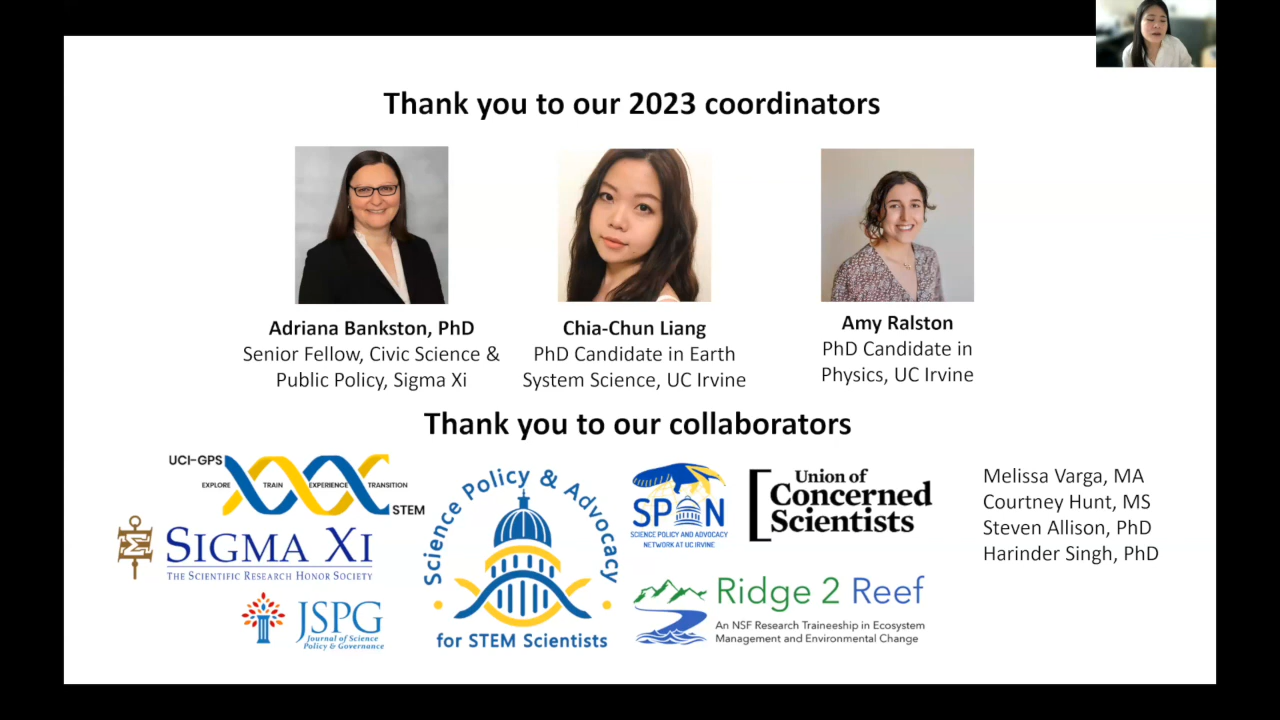 Thank you to our 2023 coordinators
Adriana Bankston, PhD
Senior Fellow, Civic Science &
Public Policy, Sigma Xi
Chia-Chun Liang
PhD Candidate in Earth
System Science, UC Irvine
Amy Ralston
PhD Candidate in
Physics, UC Irvine
Thank you to our collaborators
UCI-GPS
EXPLORE TRAIN EXPERIENCE TRANSITION
STEM
SIGMA XI
THE SCIENTIFIC RESEARCH HONOR SOCIETY
JSPG
Journal of Science
Policy & Governance
Science Policy & Advocacy
for STEM Scientists
SPAN
SCIENCE POLICY AND ADVOCACY
NETWORK AT UC IRVINE
Union of
Concerned
Scientists
Ridge 2 Reef
An NSF Research Traineeship in Ecosystem
Management and Environmental Change
Melissa Varga, MA
Courtney Hunt, MS
Steven Allison, PhD
Harinder Singh, PhD